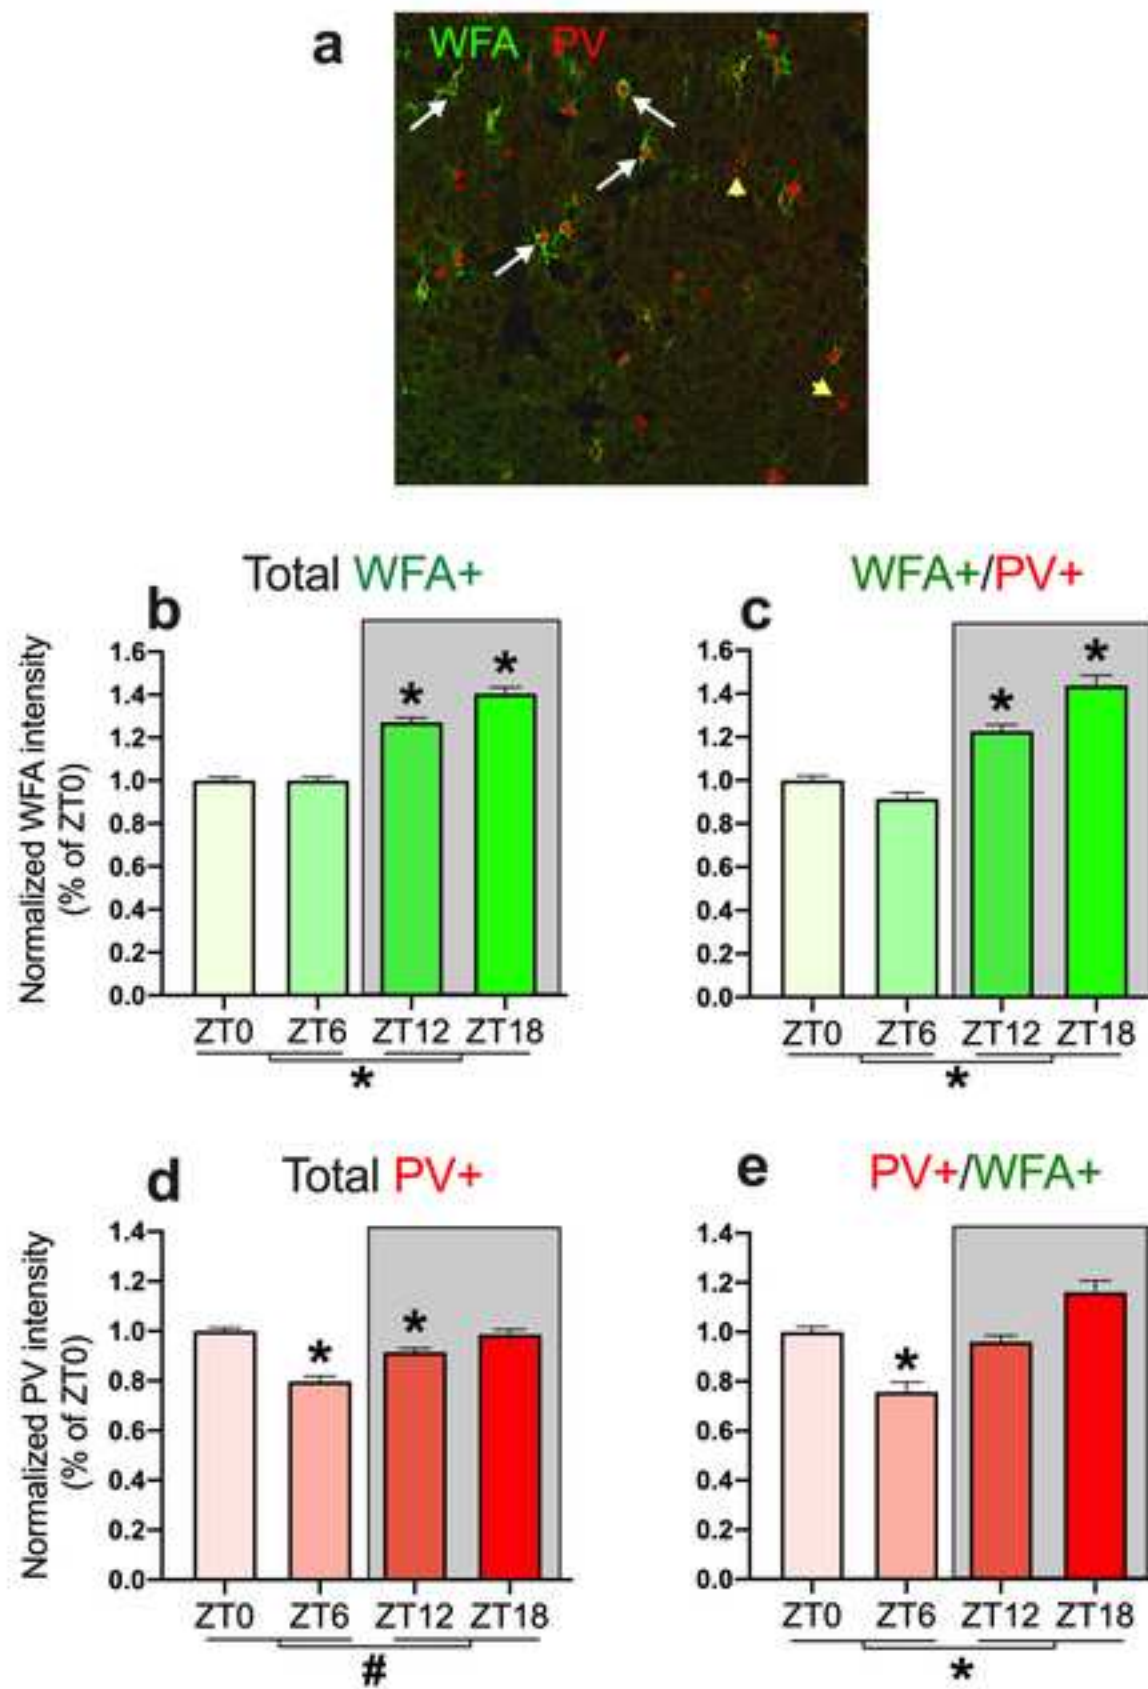 a
WFA PV
b
Total WFA+
Normalized WFA intensity
(% of ZT0)
1.6
1.4
1.2
1.0
0.8
0.6
0.4
0.2
0.0
*
*
ZT0 ZT6 ZT12 ZT18
*
c
WFA+/PV+
1.6
1.4
1.2
1.0
0.8
0.6
0.4
0.2
0.0
*
*
ZT0 ZT6 ZT12 ZT18
*
d
Total PV+
Normalized PV intensity
(% of ZT0)
1.4
1.2
1.0
0.8
0.6
0.4
0.2
0.0
*
*
ZT0 ZT6 ZT12 ZT18
#
e
PV+/WFA+
1.4
1.2
1.0
0.8
0.6
0.4
0.2
0.0
*
ZT0 ZT6 ZT12 ZT18
*